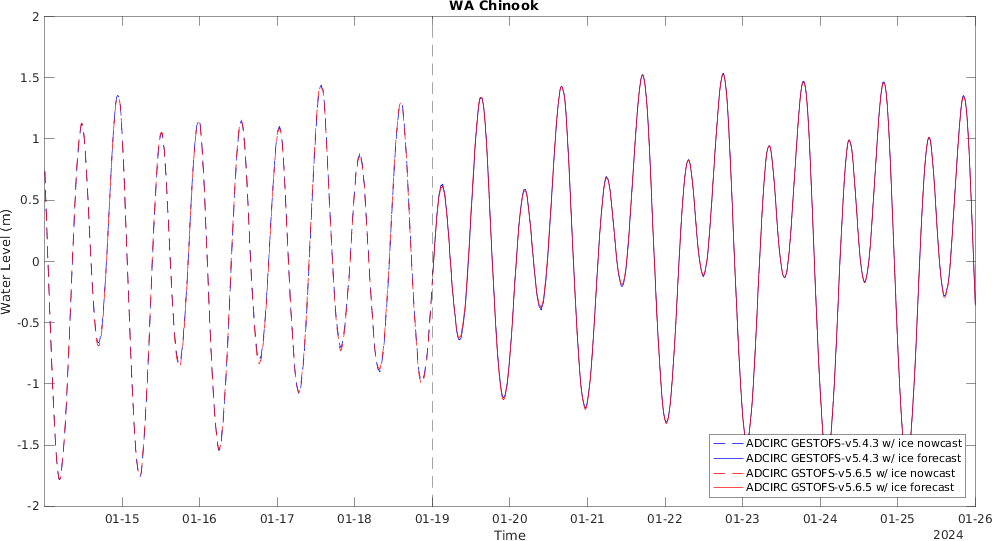 WA Chinook
2
1.5
1
0.5
0
-0.5
-1
-1.5
-2
Water Level (m)
01-15 01-16 01-17 01-18 01-19 01-20 01-21 01-22 01-23 01-24 01-25 01-26
Time
2024
ADCIRC GESTOFS-v5.4.3 w/ ice nowcast
ADCIRC GESTOFS-v5.4.3 w/ ice forecast
ADCIRC GSTOFS-v5.6.5 w/ ice nowcast
ADCIRC GSTOFS-v5.6.5 w/ ice forecast